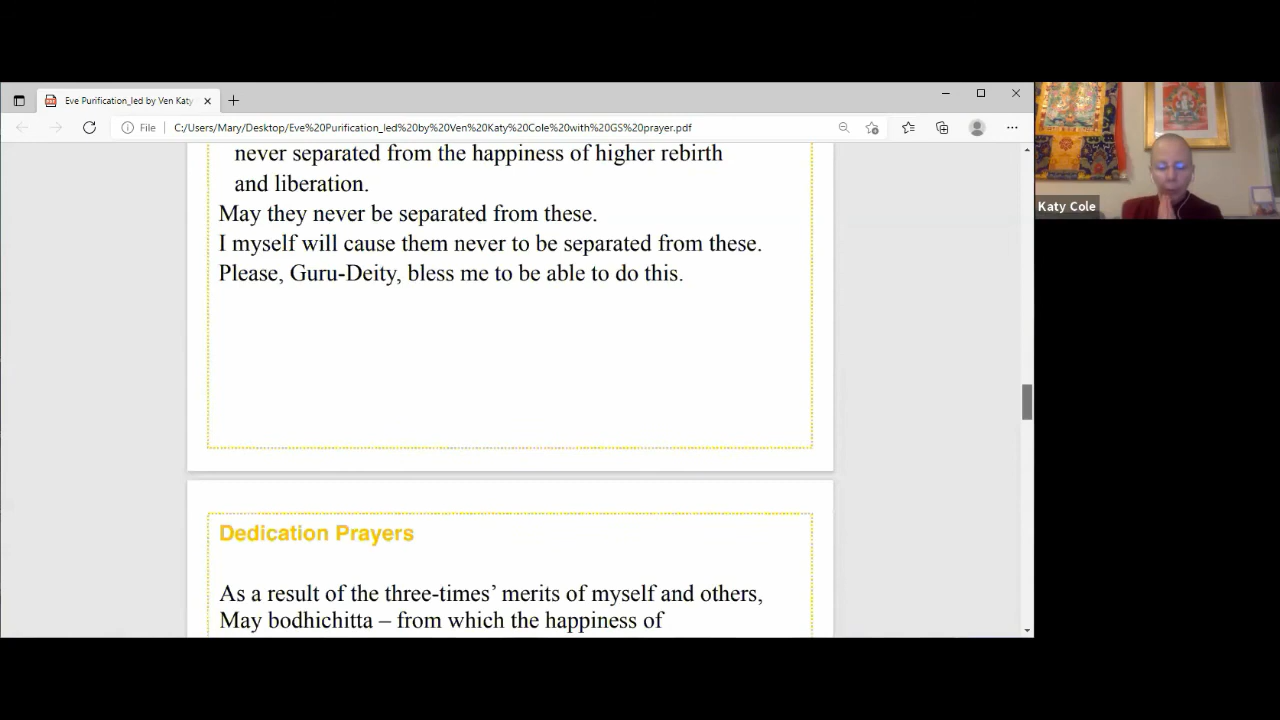 Eve Purification_led by Ven Katy
File
C:/Users/Mary/Desktop/Eve%20Purification_led%20by%20Ven%20Katy%20Cole%20with%20GS%20prayer.pdf
never separated from the happiness of higher rebirth
and liberation.
May they never be separated from these.
I myself will cause them never to be separated from these.
Please, Guru-Deity, bless me to be able to do this.
Dedication Prayers
As a result of the three-times’ merits of myself and others,
May bodhichitta – from which the happiness of
Katy Cole